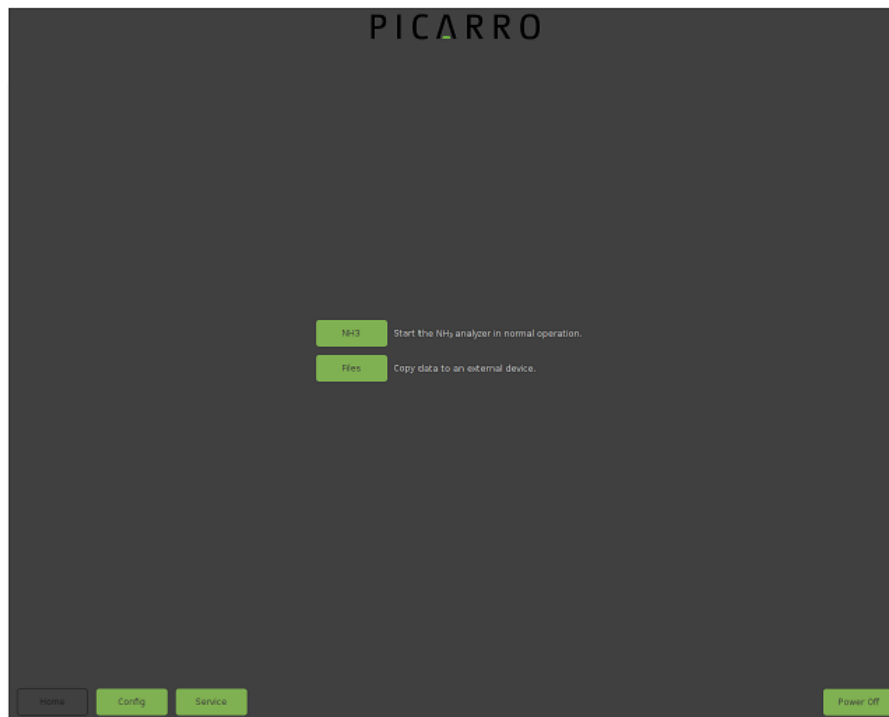 PICARRO
NH3 Start the NH₃ analyzer in normal operation.
Files Copy data to an external device.
Home Config Service Power Off